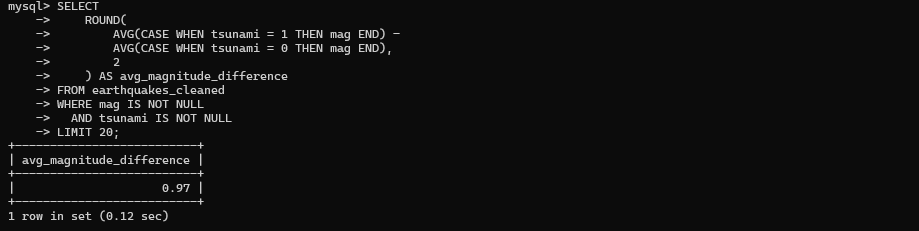 mysql> SELECT
    ->     ROUND(
    ->         AVG(CASE WHEN tsunami = 1 THEN mag END) -
    ->         AVG(CASE WHEN tsunami = 0 THEN mag END),
    ->         2
    ->     ) AS avg_magnitude_difference
    -> FROM earthquakes_cleaned
    -> WHERE mag IS NOT NULL
    ->   AND tsunami IS NOT NULL
    -> LIMIT 20;
+--------------------------+
| avg_magnitude_difference |
+--------------------------+
|                     0.97 |
+--------------------------+
1 row in set (0.12 sec)